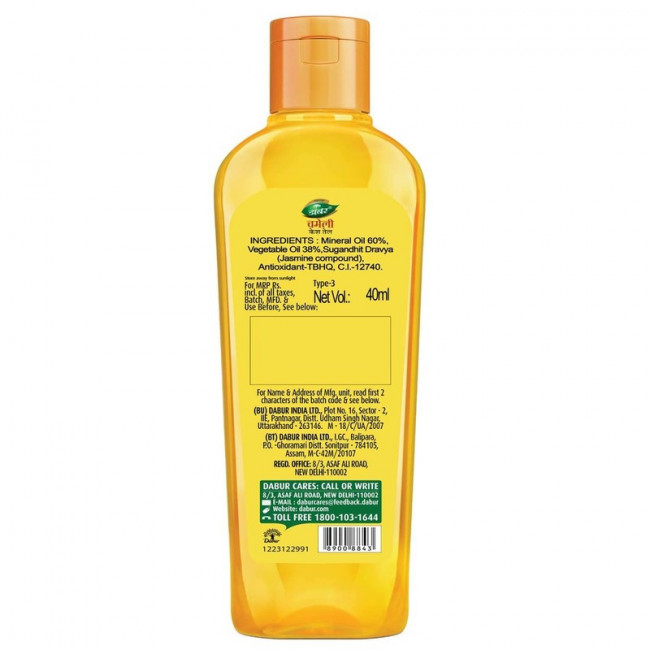 डाबर
चमेली
केश तेल
INGREDIENTS : Mineral Oil 60%,
Vegetable Oil 38%,Sugandhit Dravya
(Jasmine compound),
Antioxidant-TBHQ, C.I.-12740.
Store away from sunlight
For MRP Rs.
incl. of all taxes,
Batch, MFD. &
Use Before, See below:
Type-3
Net Vol.: 40ml
For Name & Address of Mfg. unit, read first 2
characters of the batch code & see below.
(BU) DABUR INDIA LTD., Plot No. 16, Sector - 2,
IIE, Pantnagar, Distt. Udham Singh Nagar,
Uttarakhand - 263146. M - 18/C/UA/2007
(BT) DABUR INDIA LTD., LGC., Balipara,
P.O. -Ghoramari Distt. Sonitpur - 784105,
Assam, M-C-42M/20107
REGD. OFFICE: 8/3, ASAF ALI ROAD,
NEW DELHI-110002
DABUR CARES: CALL OR WRITE
8/3, ASAF ALI ROAD, NEW DELHI-110002
E-MAIL : daburcares@feedback.dabur
Website: dabur.com
TOLL FREE 1800-103-1644
Dabur
1223122991
8900 8843